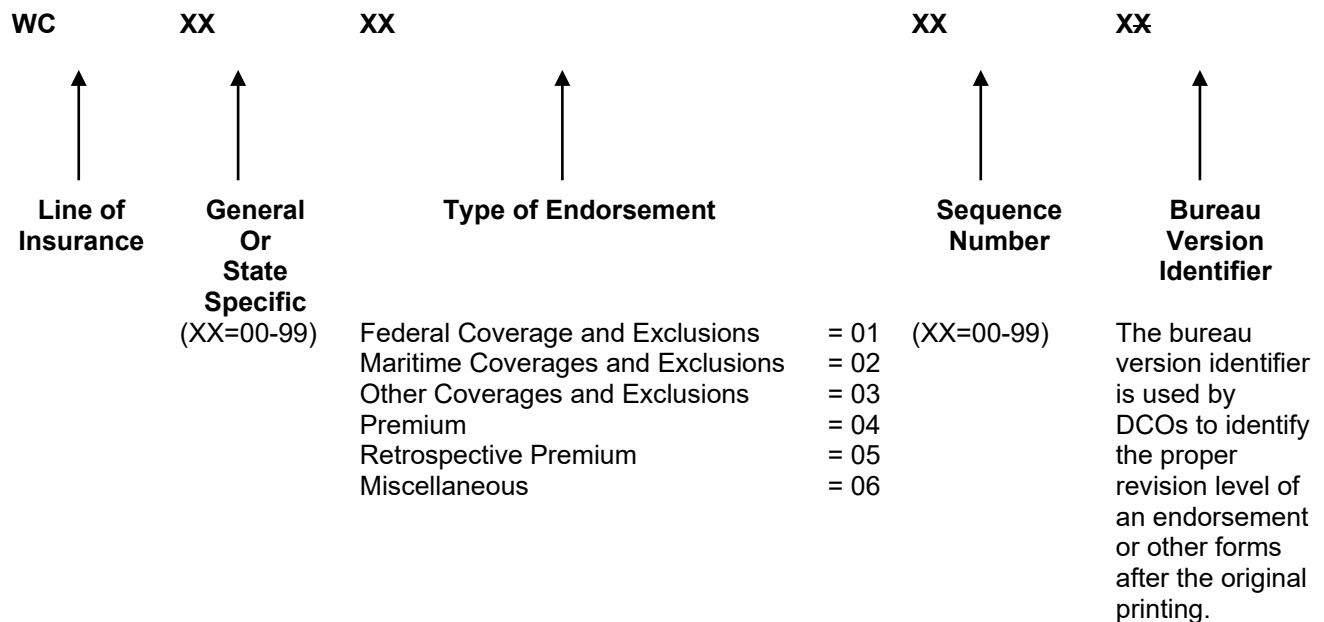 WC XX XX XX XX
Line of General Type of Endorsement Sequence Bureau
Insurance Or Number Version
State Identifier
Specific
(XX=00-99) Federal Coverage and Exclusions = 01 (XX=00-99) The bureau
Maritime Coverages and Exclusions = 02 version identifier
Other Coverages and Exclusions = 03 is used by
Premium = 04 DCOs to identify
Retrospective Premium = 05 the proper
Miscellaneous = 06 revision level of
an endorsement
or other forms
after the original
printing.